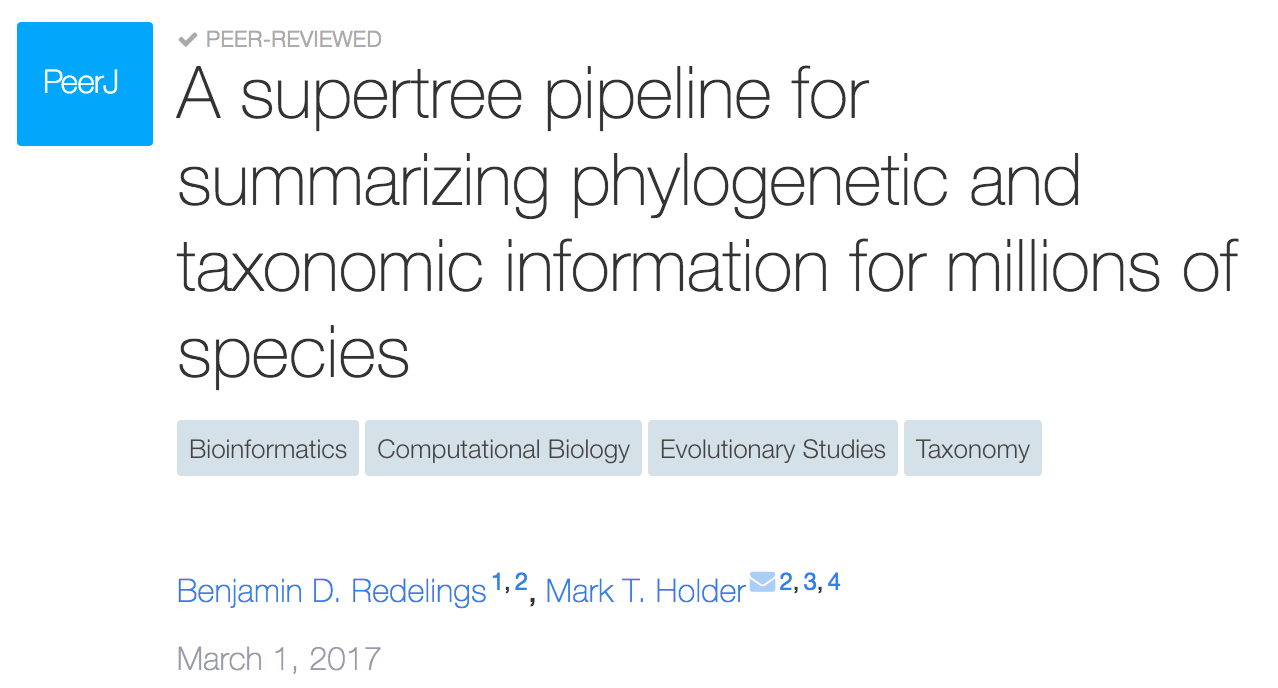 PeerJ
PEER-REVIEWED
A supertree pipeline for
summarizing phylogenetic and
taxonomic information for millions of
species
Bioinformatics Computational Biology Evolutionary Studies Taxonomy
Benjamin D. Redelings 1, 2, Mark T. Holder 2, 3, 4
March 1, 2017